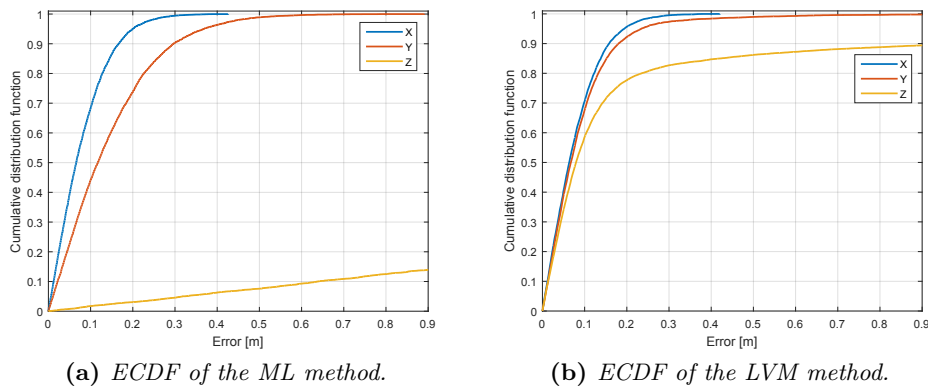 1
0.9
0.8
0.7
0.6
0.5
0.4
0.3
0.2
0.1
0
Cumulative distribution function
X
Y
Z
0 0.1 0.2 0.3 0.4 0.5 0.6 0.7 0.8 0.9
Error [m]
(a) ECDF of the ML method.
1
0.9
0.8
0.7
0.6
0.5
0.4
0.3
0.2
0.1
0
Cumulative distribution function
X
Y
Z
0 0.1 0.2 0.3 0.4 0.5 0.6 0.7 0.8 0.9
Error [m]
(b) ECDF of the LVM method.